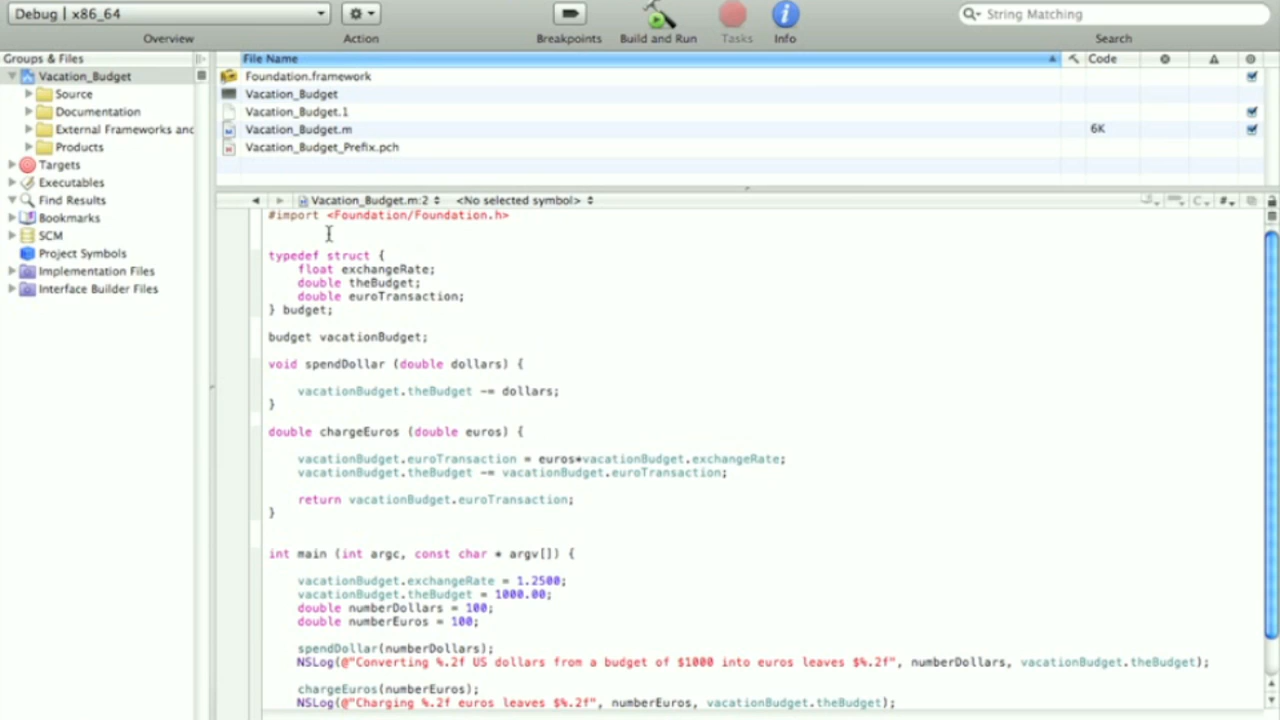 Debug | x86_64
String Matching
Overview
Action
Breakpoints
Build and Run
Tasks
Info
Search
Groups & Files
Vacation_Budget
Source
Documentation
External Frameworks and
Products
Targets
Executables
Find Results
Bookmarks
SCM
Project Symbols
Implementation Files
Interface Builder Files
File Name
Code
Foundation.framework
Vacation_Budget
Vacation_Budget.1
Vacation_Budget.m
6K
Vacation_Budget_Prefix.pch
Vacation_Budget.m:2
<No selected symbol>
C
#
#import <Foundation/Foundation.h>
typedef struct {
float exchangeRate;
double theBudget;
double euroTransaction;
} budget;
budget vacationBudget;
void spendDollar (double dollars) {
vacationBudget.theBudget -= dollars;
}
double chargeEuros (double euros) {
vacationBudget.euroTransaction = euros*vacationBudget.exchangeRate;
vacationBudget.theBudget -= vacationBudget.euroTransaction;
return vacationBudget.euroTransaction;
}
int main (int argc, const char * argv[]) {
vacationBudget.exchangeRate = 1.2500;
vacationBudget.theBudget = 1000.00;
double numberDollars = 100;
double numberEuros = 100;
spendDollar(numberDollars);
NSLog(@"Converting %.2f US dollars from a budget of $1000 into euros leaves $%.2f", numberDollars, vacationBudget.theBudget);
chargeEuros(numberEuros);
NSLog(@"Charging %.2f euros leaves $%.2f", numberEuros, vacationBudget.theBudget);